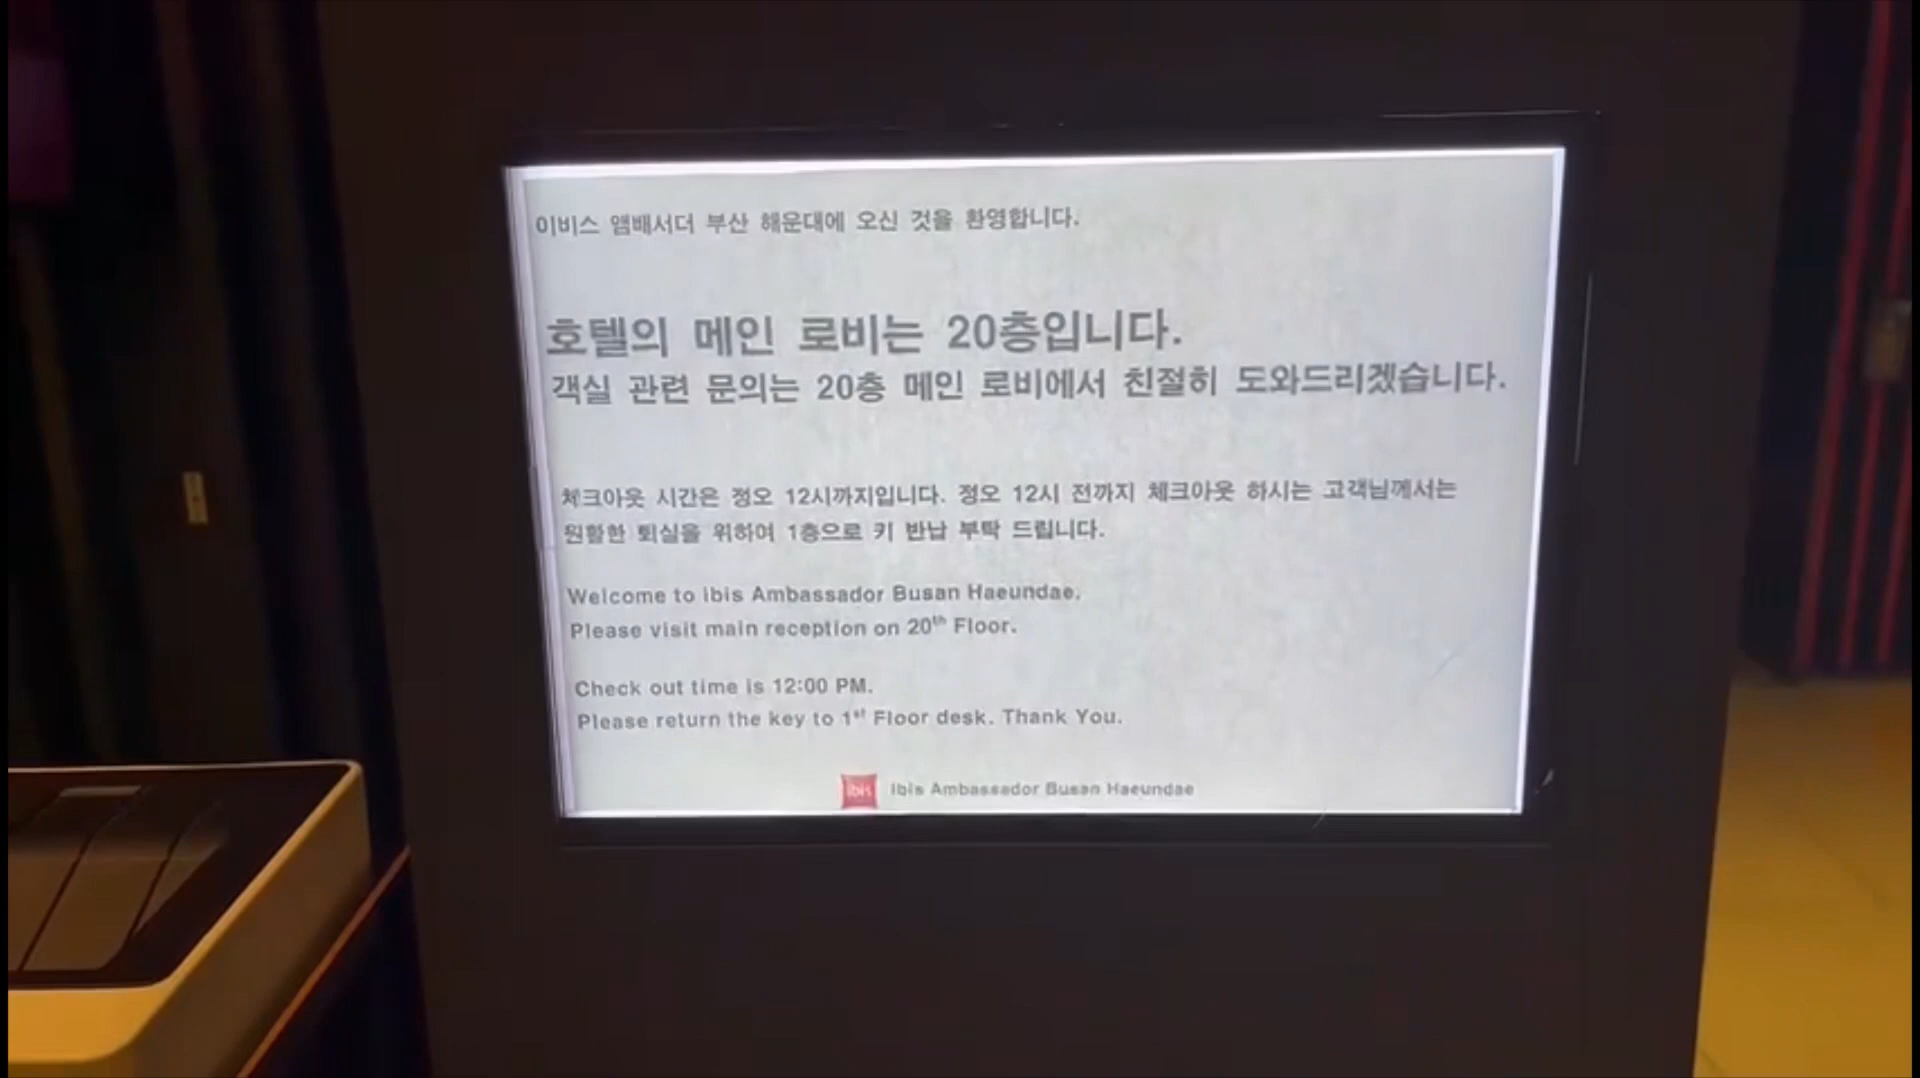 이비스 앰배서더 부산 해운대에 오신 것을 환영합니다.
호텔의 메인 로비는 20층입니다.
객실 관련 문의는 20층 메인 로비에서 친절히 도와드리겠습니다.
체크아웃 시간은 정오 12시까지입니다. 정오 12시 전까지 체크아웃 하시는 고객님께서는
원활한 퇴실을 위하여 1층으로 키 반납 부탁 드립니다.
Welcome to ibis Ambassador Busan Haeundae.
Please visit main reception on 20th Floor.
Check out time is 12:00 PM.
Please return the key to 1st Floor desk. Thank You.
ibis Ibis Ambassador Busan Haeundae